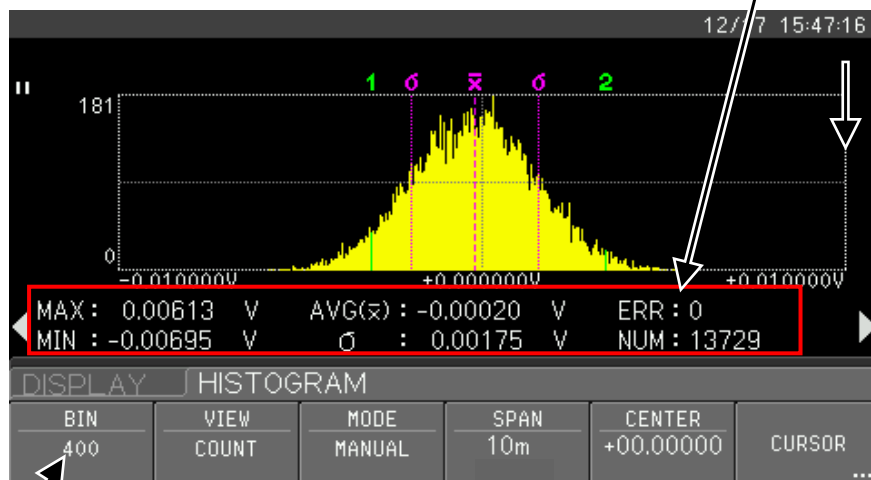 12/17 15:47:16
1 σ x̄ σ 2
181
0
-0.010000V +0.000000V +0.010000V
MAX: 0.00613 V AVG(x̄): -0.00020 V ERR: 0
MIN: -0.00695 V σ : 0.00175 V NUM: 13729
DISPLAY HISTOGRAM
BIN VIEW MODE SPAN CENTER
400 COUNT MANUAL 10m +00.00000 CURSOR
...